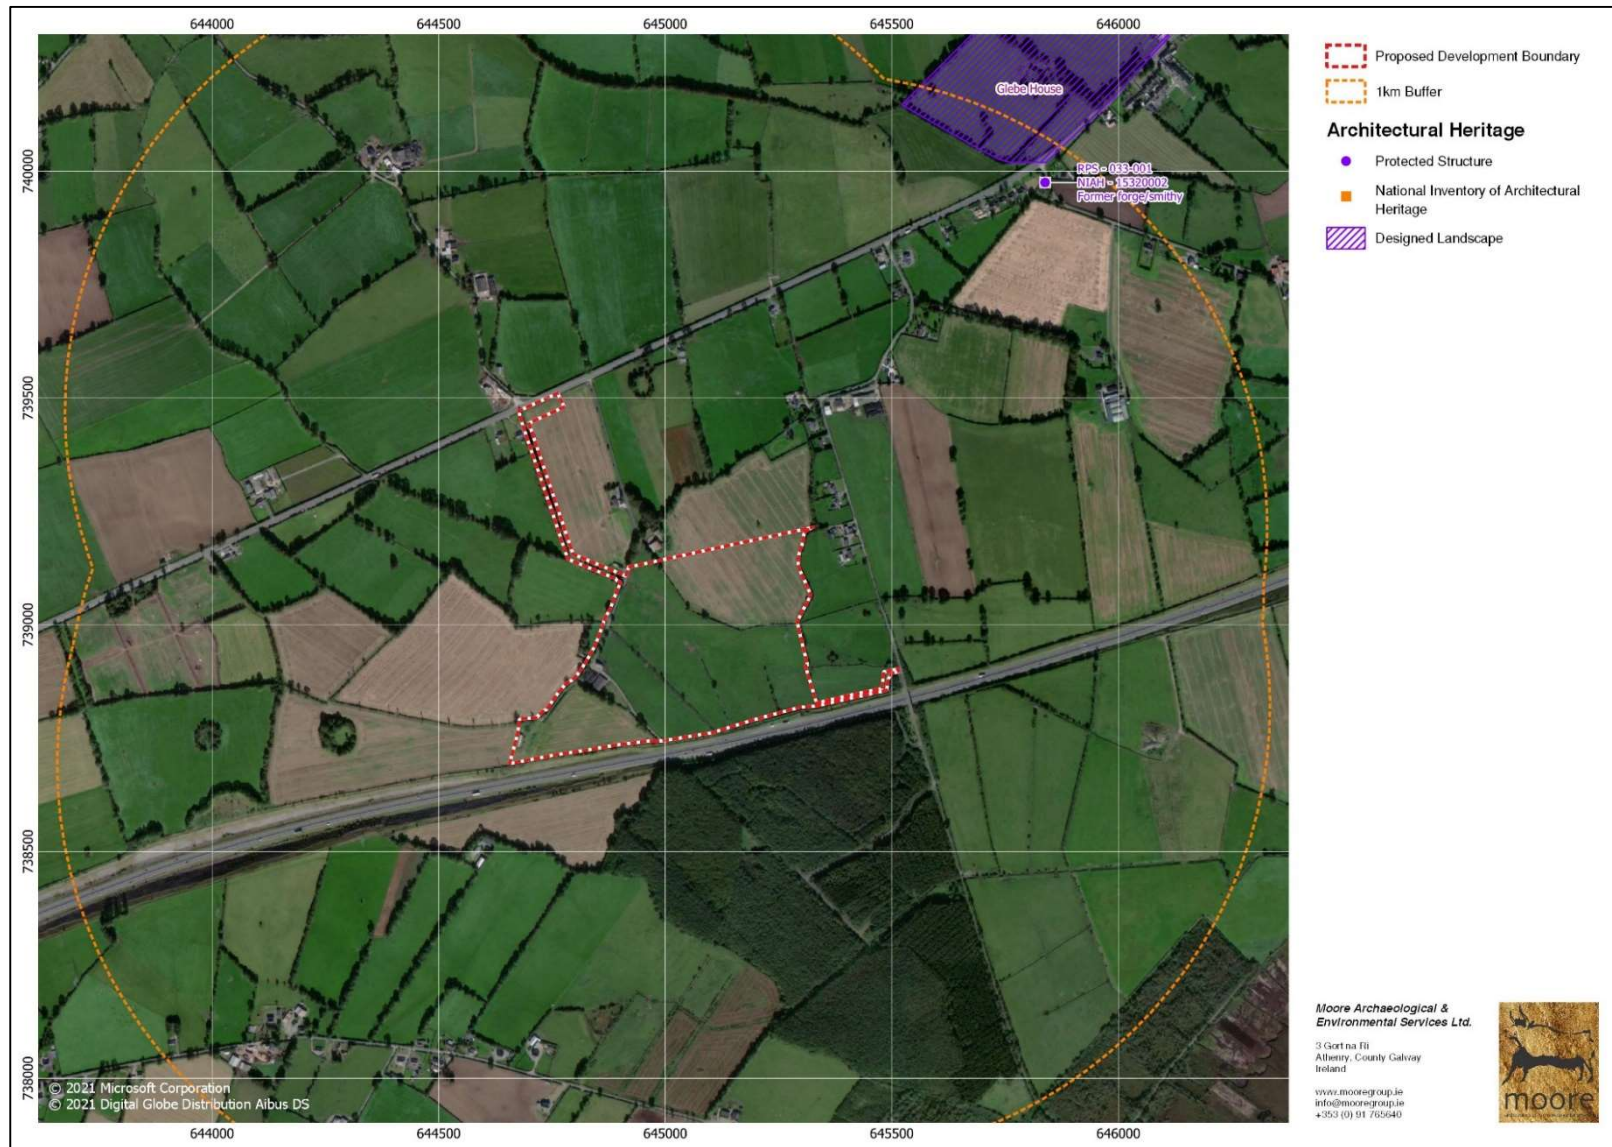 644000 644500 645000 645500 646000
740000
739500
739000
738500
738000
Glebe House
RPS - 033-001
NIAH - 15320002
Former forge/smithy
© 2021 Microsoft Corporation
© 2021 Digital Globe Distribution Aibus DS
644000 644500 645000 645500 646000
Proposed Development Boundary
1km Buffer
Architectural Heritage
Protected Structure
National Inventory of Architectural
Heritage
Designed Landscape
Moore Archaeological &
Environmental Services Ltd.
3 Gort na Rí
Athenry, County Galway
Ireland
www.mooregroup.ie
info@mooregroup.ie
+353 (0) 91 765640
moore